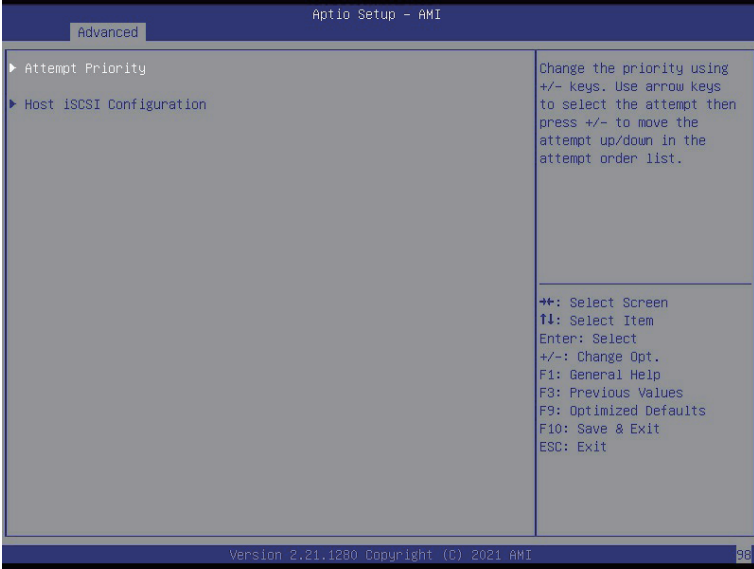 Aptio Setup – AMI
Advanced
▶ Attempt Priority
▶ Host iSCSI Configuration
Change the priority using
+/– keys. Use arrow keys
to select the attempt then
press +/– to move the
attempt up/down in the
attempt order list.
→←: Select Screen
↑↓: Select Item
Enter: Select
+/–: Change Opt.
F1: General Help
F3: Previous Values
F9: Optimized Defaults
F10: Save & Exit
ESC: Exit
Version 2.21.1280 Copyright (C) 2021 AMI
98